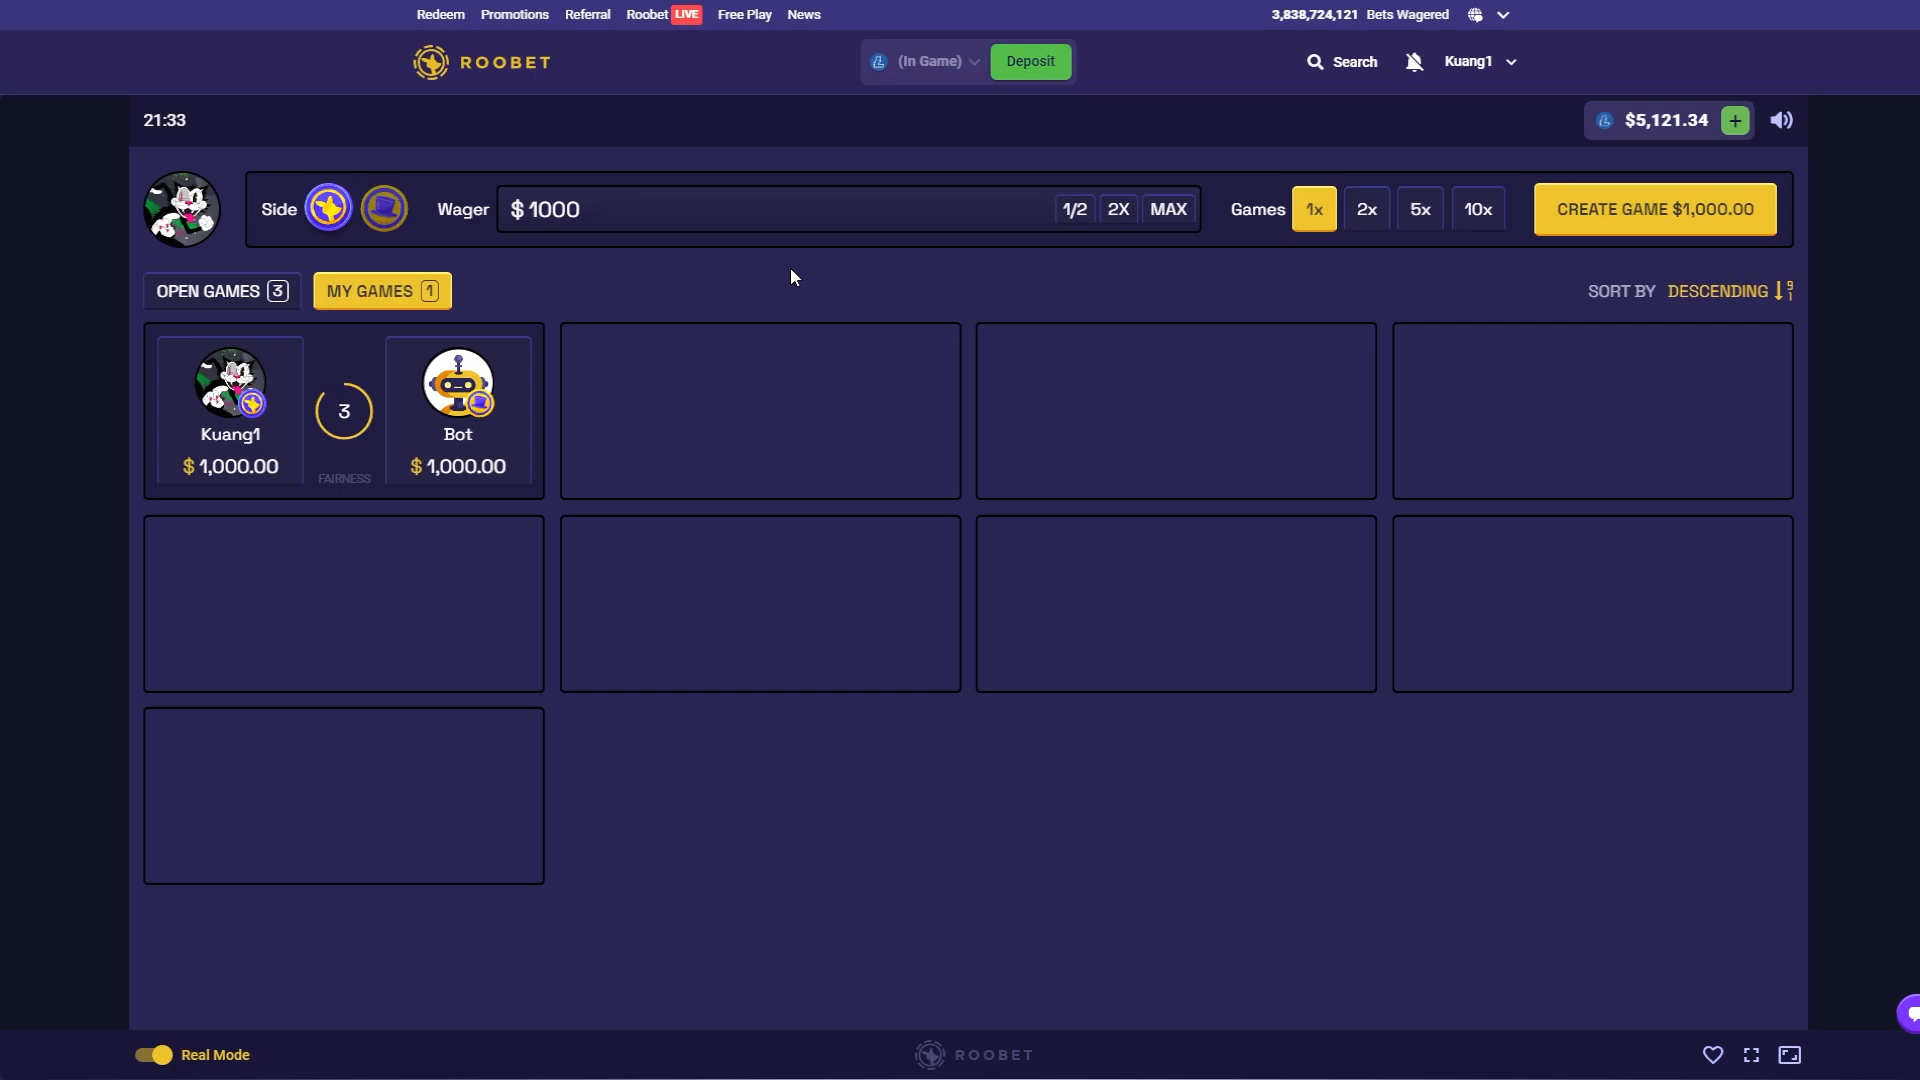 Redeem Promotions Referral Roobet LIVE Free Play News 3,838,724,121 Bets Wagered
ROOBET (In Game) Deposit Search Kuang1
21:33 $5,121.34 +
Side Wager $ 1000 1/2 2X MAX Games 1x 2x 5x 10x CREATE GAME $1,000.00
OPEN GAMES 3 MY GAMES 1 SORT BY DESCENDING 9 1
3
Kuang1 Bot
$ 1,000.00 FAIRNESS $ 1,000.00
Real Mode ROOBET